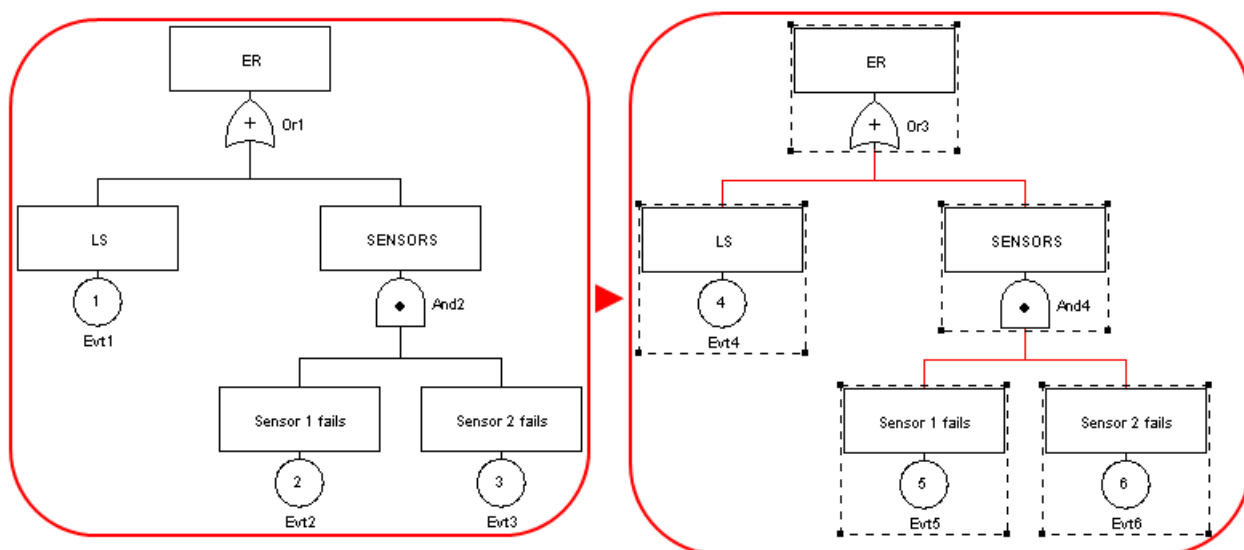 ER
+
Or1
LS
SENSORS
1
And2
Evt1
Sensor 1 fails
Sensor 2 fails
2
3
Evt2
Evt3
ER
+
Or3
LS
SENSORS
4
And4
Evt4
Sensor 1 fails
Sensor 2 fails
5
6
Evt5
Evt6